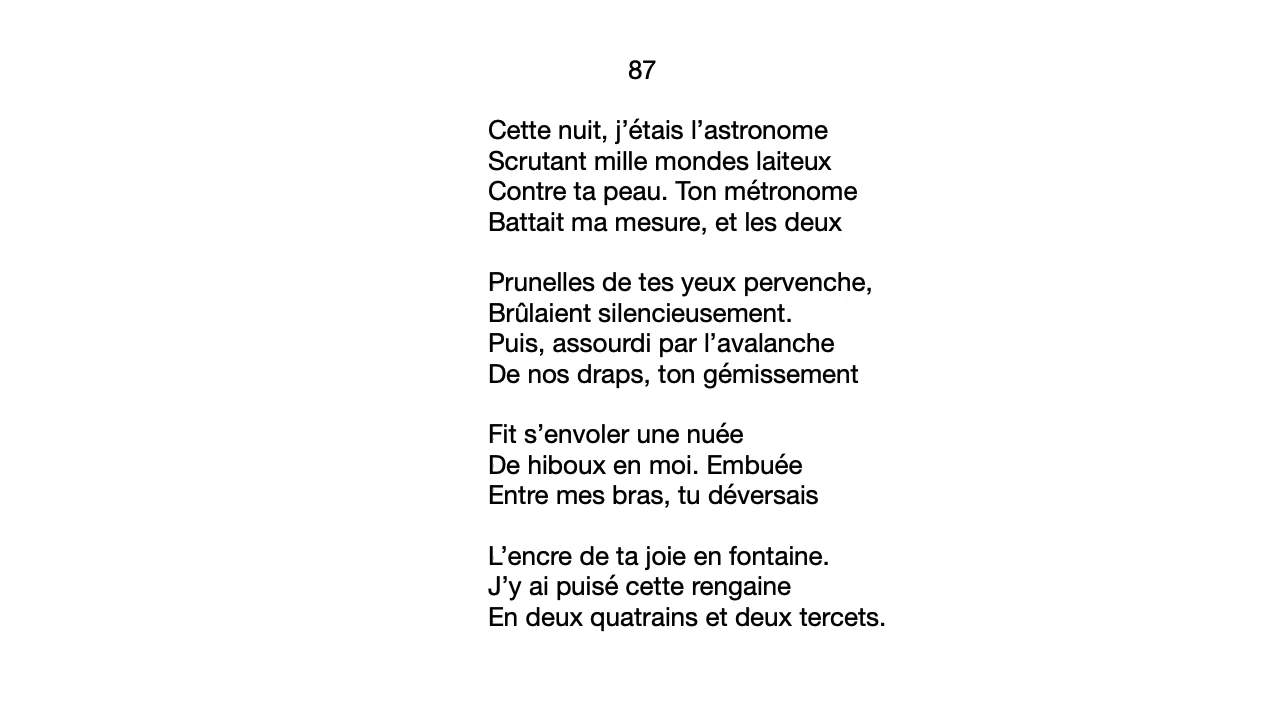 87
Cette nuit, j’étais l’astronome
Scrutant mille mondes laiteux
Contre ta peau. Ton métronome
Battait ma mesure, et les deux
Prunelles de tes yeux pervenche,
Brûlaient silencieusement.
Puis, assourdi par l’avalanche
De nos draps, ton gémissement
Fit s’envoler une nuée
De hiboux en moi. Embuée
Entre mes bras, tu déversais
L’encre de ta joie en fontaine.
J’y ai puisé cette rengaine
En deux quatrains et deux tercets.